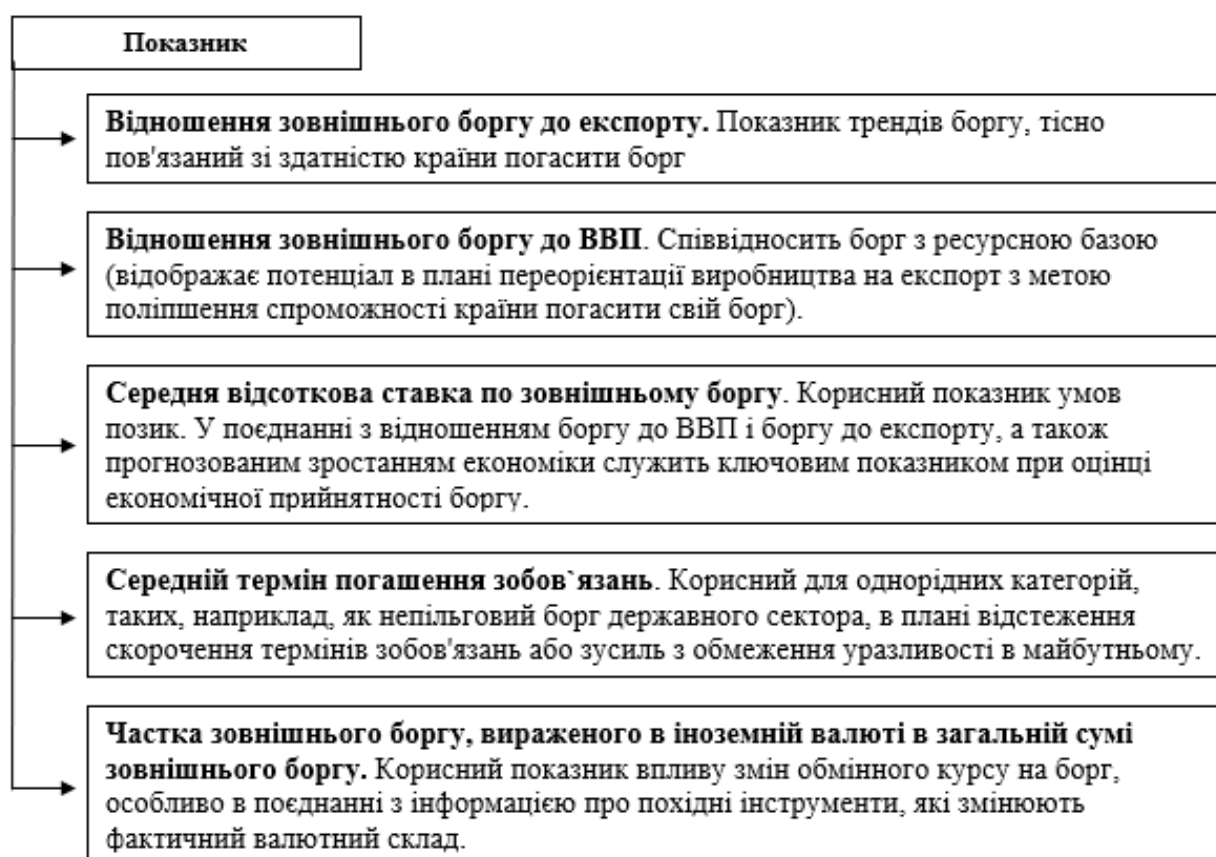 Показник
Відношення зовнішнього боргу до експорту. Показник трендів боргу, тісно
пов'язаний зі здатністю країни погасити борг
Відношення зовнішнього боргу до ВВП. Співвідносить борг з ресурсною базою
(відображає потенціал в плані переорієнтації виробництва на експорт з метою
поліпшення спроможності країни погасити свій борг).
Середня відсоткова ставка по зовнішньому боргу. Корисний показник умов
позик. У поєднанні з відношенням боргу до ВВП і боргу до експорту, а також
прогнозованим зростанням економіки служить ключовим показником при оцінці
економічної прийнятності боргу.
Середній термін погашення зобов`язань. Корисний для однорідних категорій,
таких, наприклад, як непільговий борг державного сектора, в плані відстеження
скорочення термінів зобов'язань або зусиль з обмеження уразливості в майбутньому.
Частка зовнішнього боргу, вираженого в іноземній валюті в загальній сумі
зовнішнього боргу. Корисний показник впливу змін обмінного курсу на борг,
особливо в поєднанні з інформацією про похідні інструменти, які змінюють
фактичний валютний склад.